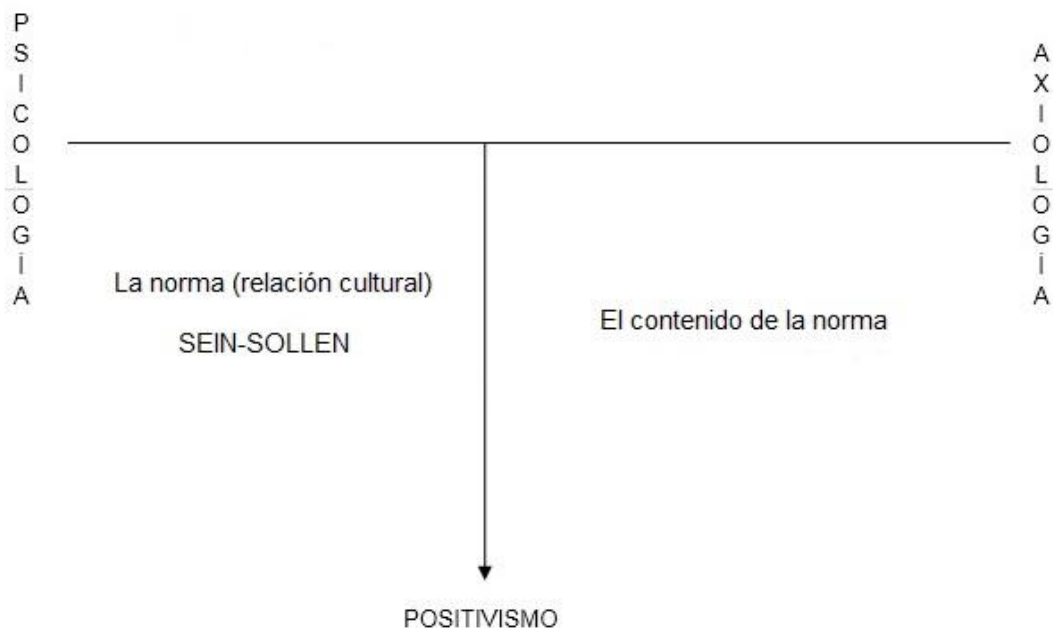 PSICOLOGÍA
AXIOLOGÍA
La norma (relación cultural)
SEIN-SOLLEN
El contenido de la norma
POSITIVISMO